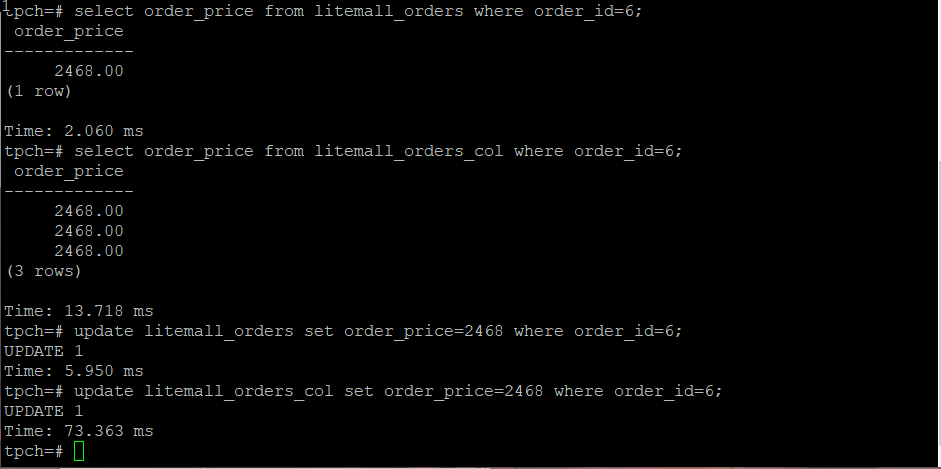 tpch=# select order_price from litemall_orders where order_id=6;
 order_price
-------------
     2468.00
(1 row)

Time: 2.060 ms
tpch=# select order_price from litemall_orders_col where order_id=6;
 order_price
-------------
     2468.00
     2468.00
     2468.00
(3 rows)

Time: 13.718 ms
tpch=# update litemall_orders set order_price=2468 where order_id=6;
UPDATE 1
Time: 5.950 ms
tpch=# update litemall_orders_col set order_price=2468 where order_id=6;
UPDATE 1
Time: 73.363 ms
tpch=#